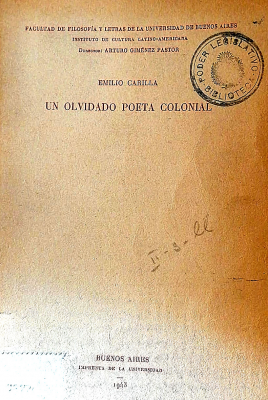 FACULTAD DE FILOSOFÍA Y LETRAS DE LA UNIVERSIDAD DE BUENOS AIRES
INSTITUTO DE CULTURA LATINO-AMERICANA
DIRECTOR: ARTURO GIMÉNEZ PASTOR
EMILIO CARILLA
UN OLVIDADO POETA COLONIAL
PODER LEGISLATIVO
BIBLIOTECA
BUENOS AIRES
IMPRENTA DE LA UNIVERSIDAD
1943